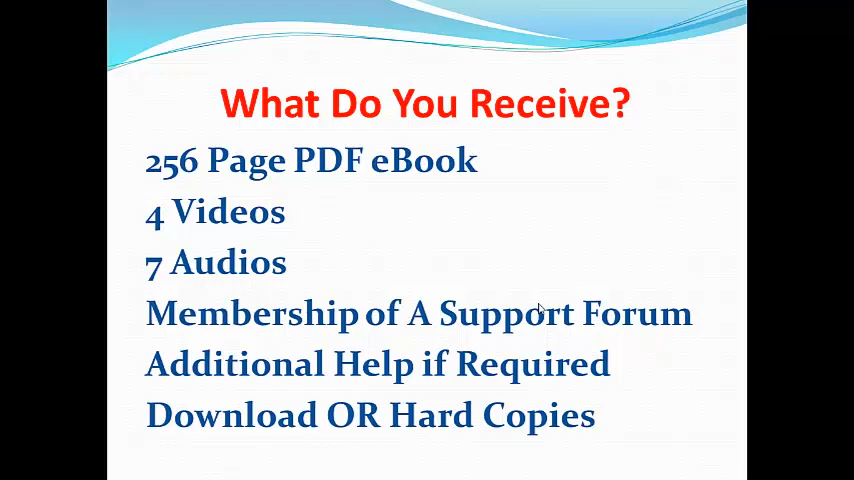 What Do You Receive?
256 Page PDF eBook
4 Videos
7 Audios
Membership of A Support Forum
Additional Help if Required
Download OR Hard Copies